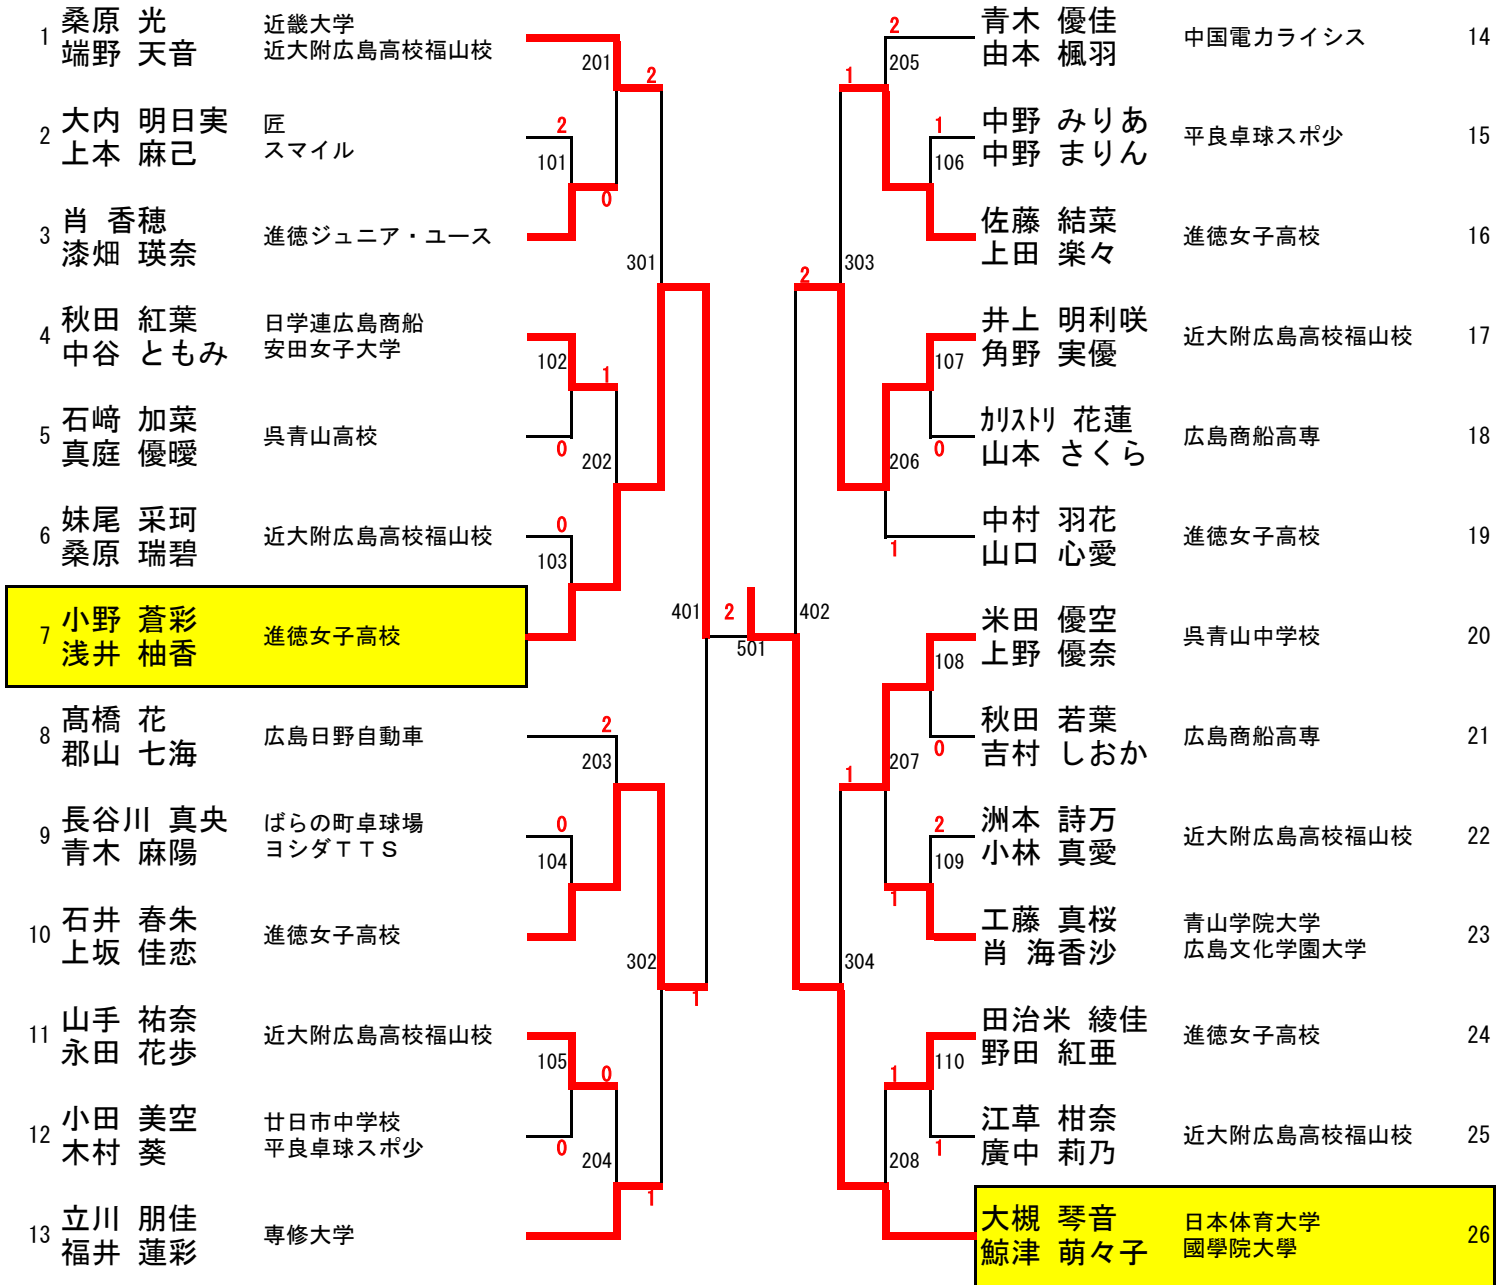 1 桑原 光 近畿大学
端野 天音 近大附広島高校福山校
201
2
2 大内 明日実 匠
上本 麻己 スマイル
2
101
0
3 肖 香穂 進徳ジュニア・ユース
漆畑 瑛奈
301
4 秋田 紅葉 日学連広島商船
中谷 ともみ 安田女子大学
102
1
5 石﨑 加菜 呉青山高校
真庭 優曖
0
202
6 妹尾 采珂 近大附広島高校福山校
桑原 瑞碧
0
103
7 小野 蒼彩 進徳女子高校
浅井 柚香
401
2
501
8 髙橋 花 広島日野自動車
郡山 七海
2
203
9 長谷川 真央 ばらの町卓球場
青木 麻陽 ヨシダTTS
0
104
10 石井 春朱 進徳女子高校
上坂 佳恋
302
1
11 山手 祐奈 近大附広島高校福山校
永田 花歩
105
0
12 小田 美空 廿日市中学校
木村 葵 平良卓球スポ少
0
204
1
13 立川 朋佳 専修大学
福井 蓮彩
青木 優佳 中国電力ライシス 14
由本 楓羽
2
205
1
中野 みりあ 平良卓球スポ少 15
中野 まりん
1
106
佐藤 結菜 進徳女子高校 16
上田 楽々
303
2
井上 明利咲 近大附広島高校福山校 17
角野 実優
107
ｶﾘｽﾄﾘ 花蓮 広島商船高専 18
山本 さくら
0
206
中村 羽花 進徳女子高校 19
山口 心愛
1
402
米田 優空 呉青山中学校 20
上野 優奈
108
秋田 若葉 広島商船高専 21
吉村 しおか
0
207
1
洲本 詩万 近大附広島高校福山校 22
小林 真愛
2
109
1
工藤 真桜 青山学院大学 23
肖 海香沙 広島文化学園大学
304
田治米 綾佳 進徳女子高校 24
野田 紅亜
110
1
江草 柑奈 近大附広島高校福山校 25
廣中 莉乃
1
208
大槻 琴音 日本体育大学 26
鯨津 萌々子 國學院大學